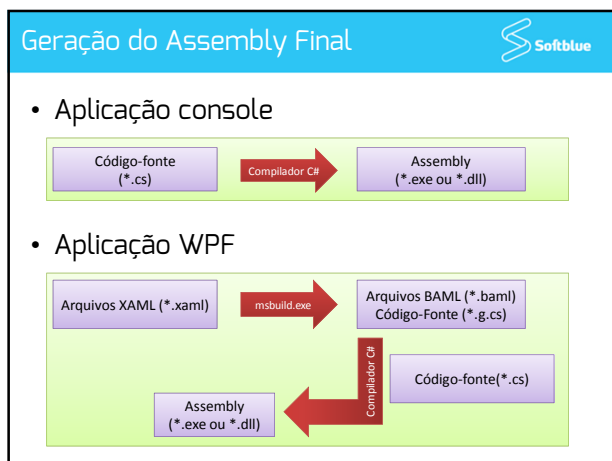 Geração do Assembly Final
Softblue
• Aplicação console
Código-fonte
(*.cs)
Compilador C#
Assembly
(*.exe ou *.dll)
• Aplicação WPF
Arquivos XAML (*.xaml)
msbuild.exe
Arquivos BAML (*.baml)
Código-Fonte (*.g.cs)
Compilador C#
Código-fonte(*.cs)
Assembly
(*.exe ou *.dll)